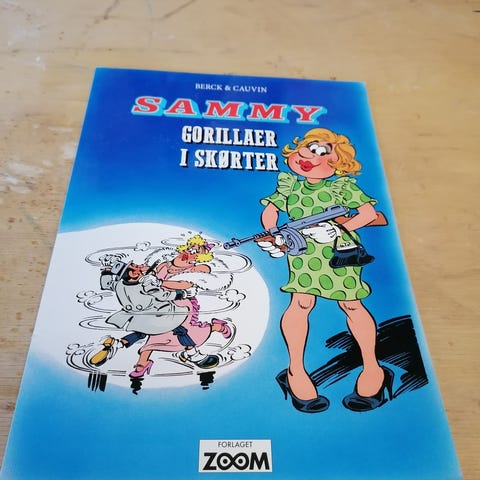 BERCK & CAUVIN
SAMMY
GORILLAER
I SKØRTER
FORLAGET
ZOOM